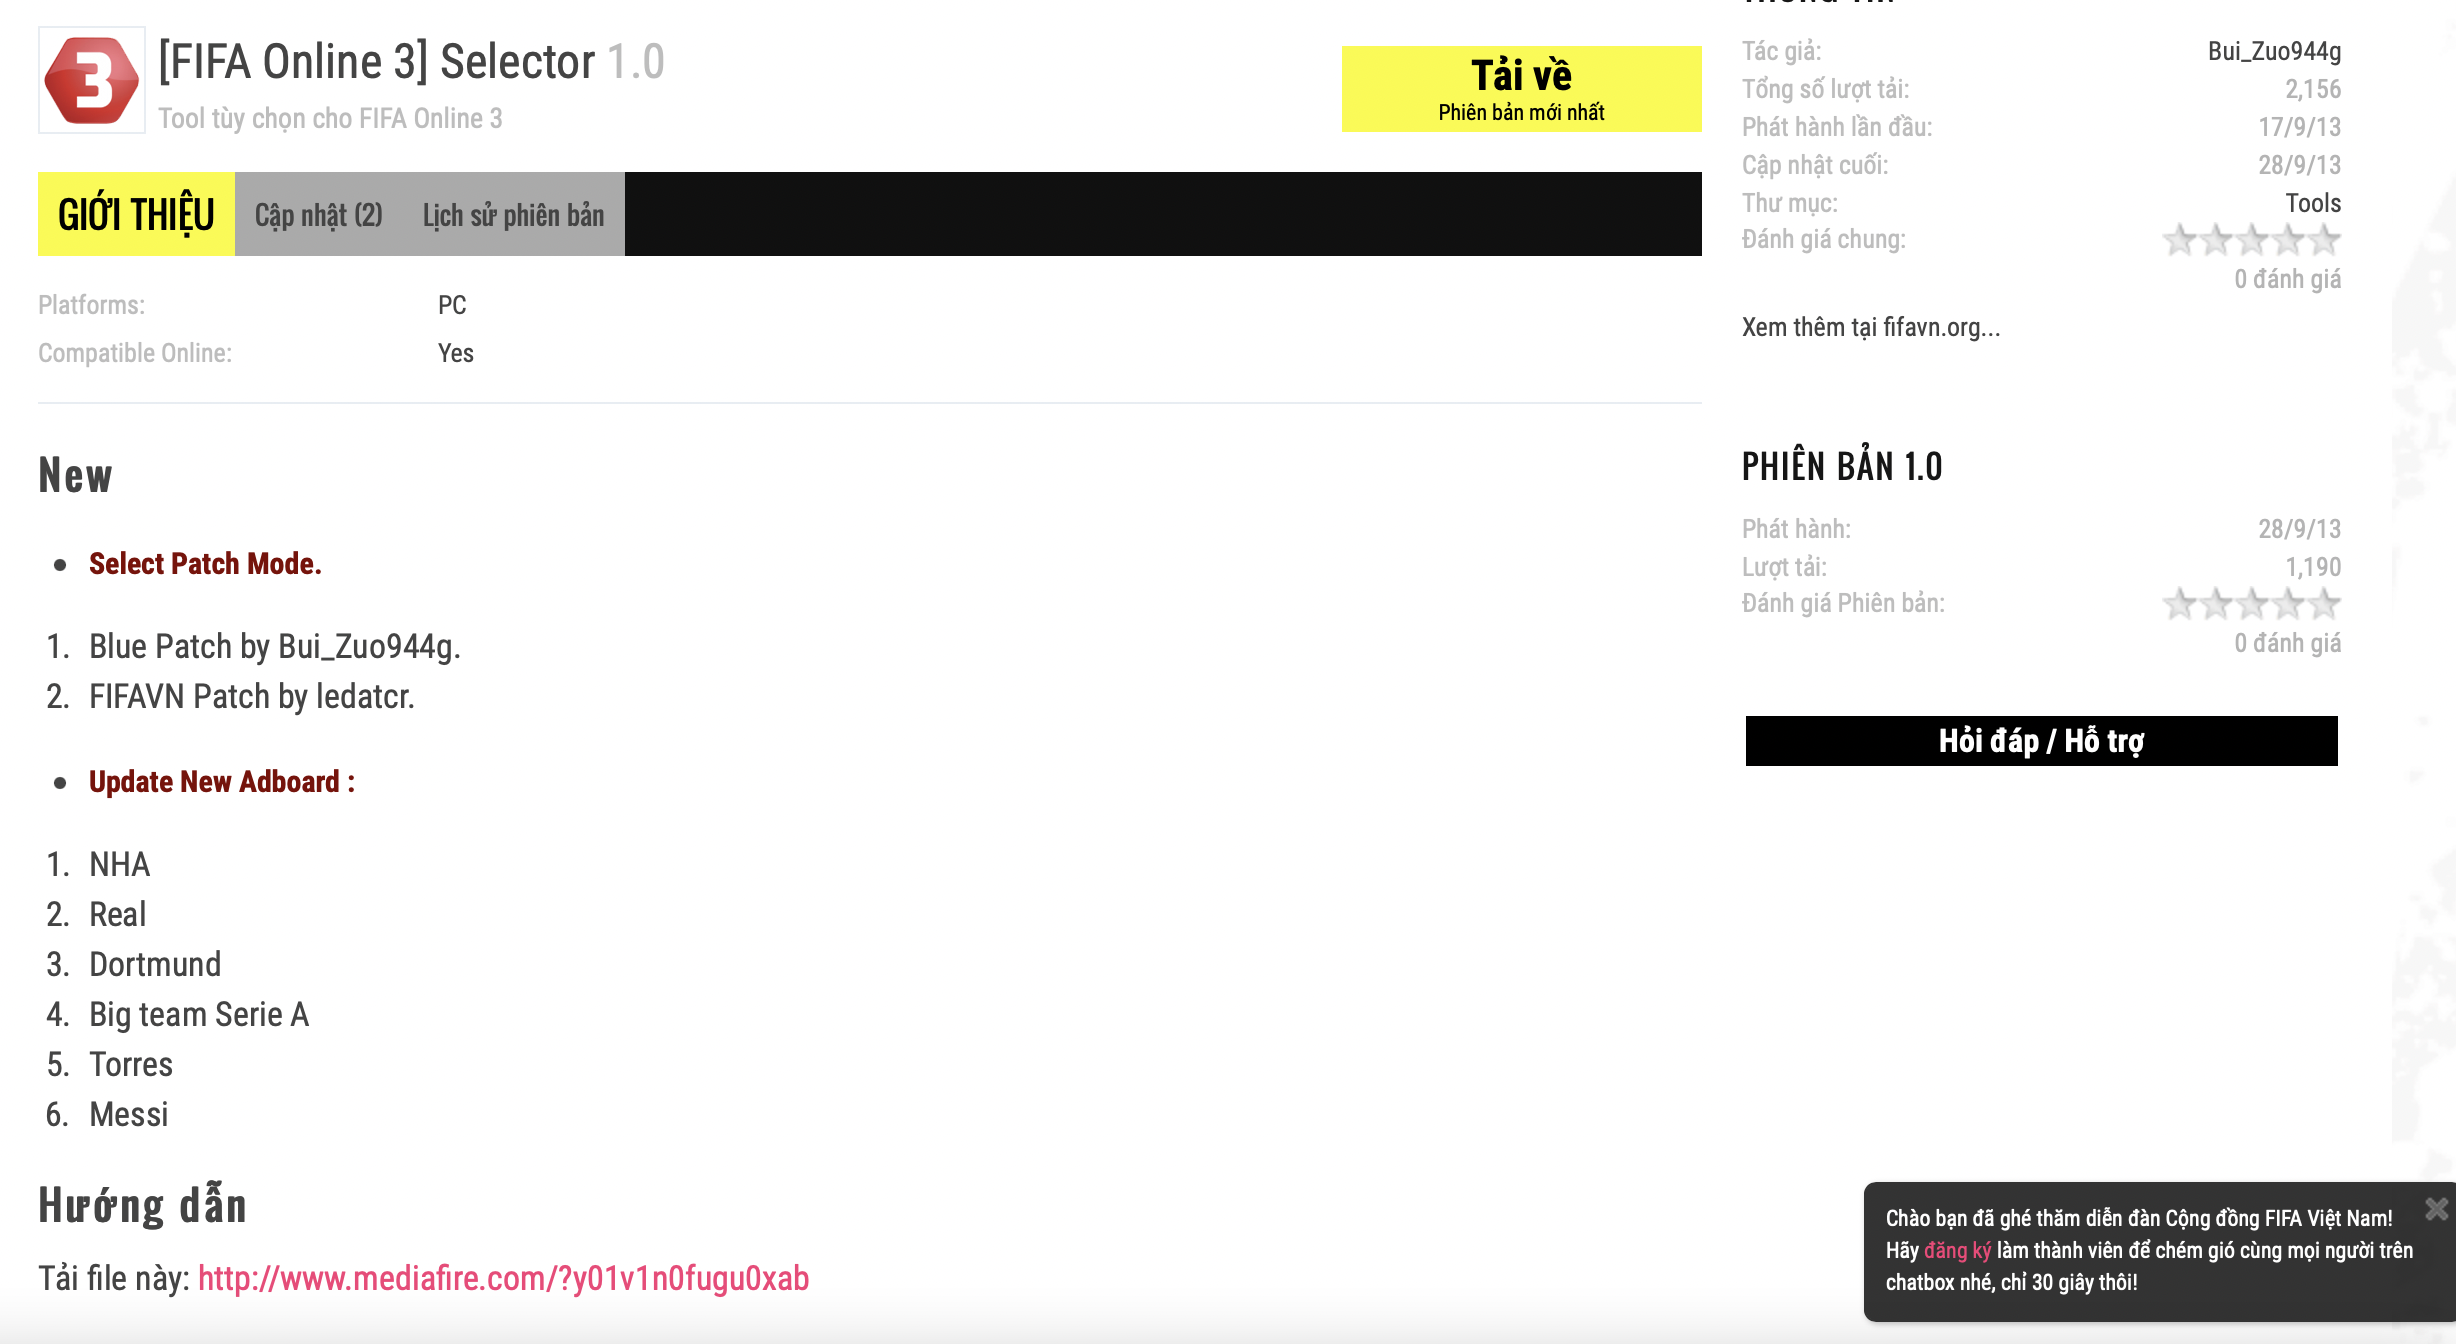 [FIFA Online 3] Selector 1.0
Tool tùy chọn cho FIFA Online 3
Tải về
Phiên bản mới nhất
GIỚI THIỆU
Cập nhật (2)
Lịch sử phiên bản
Platforms: PC
Compatible Online: Yes
New
Select Patch Mode.
1. Blue Patch by Bui_Zuo944g.
2. FIFAVN Patch by ledatcr.
Update New Adboard :
1. NHA
2. Real
3. Dortmund
4. Big team Serie A
5. Torres
6. Messi
Hướng dẫn
Tải file này: http://www.mediafire.com/?y01v1n0fugu0xab
Tác giả: Bui_Zuo944g
Tổng số lượt tải: 2,156
Phát hành lần đầu: 17/9/13
Cập nhật cuối: 28/9/13
Thư mục: Tools
Đánh giá chung:
0 đánh giá
Xem thêm tại fifavn.org...
PHIÊN BẢN 1.0
Phát hành: 28/9/13
Lượt tải: 1,190
Đánh giá Phiên bản:
0 đánh giá
Hỏi đáp / Hỗ trợ
Chào bạn đã ghé thăm diễn đàn Cộng đồng FIFA Việt Nam!
Hãy đăng ký làm thành viên để chém gió cùng mọi người trên
chatbox nhé, chỉ 30 giây thôi!